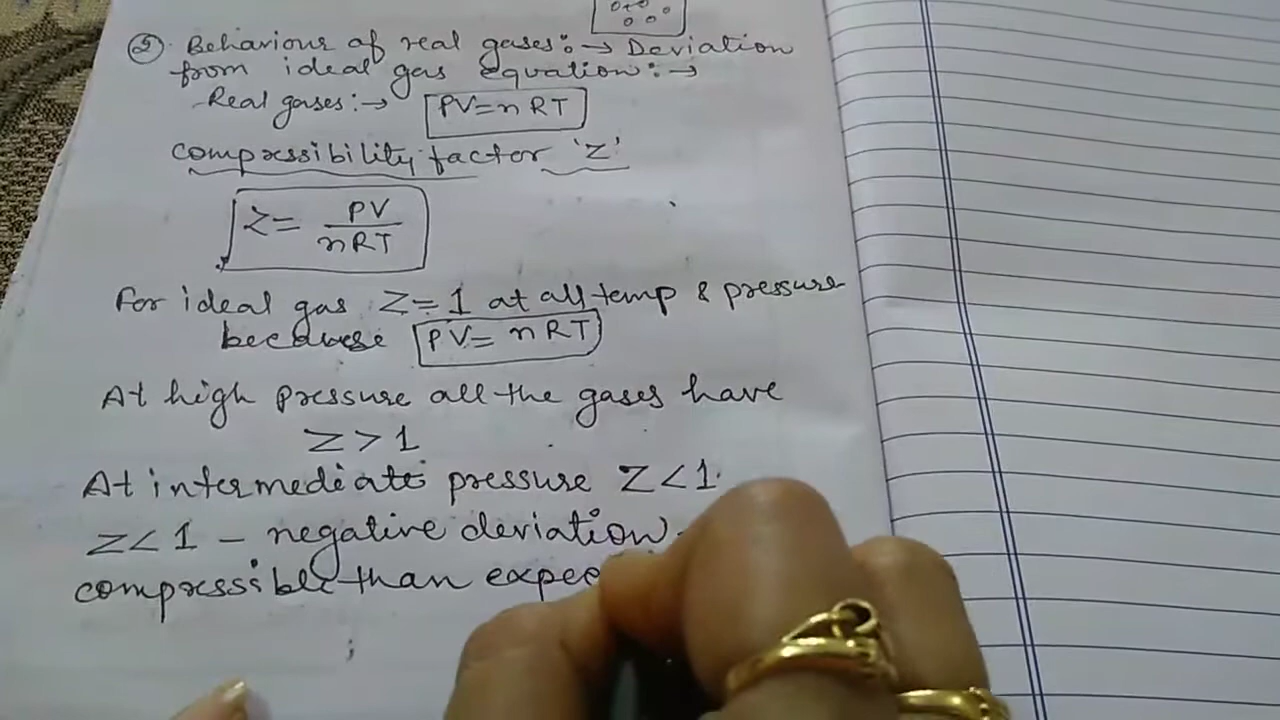 ⑤. Behaviour of real gases:→ Deviation
from ideal gas equation:→
Real gases:→ PV=nRT
compressibility factor 'Z'
Z= PV/nRT
For ideal gas Z=1 at all temp & pressure
because PV= nRT
At high pressure all the gases have
Z>1
At intermediate pressure Z<1.
Z<1 - negative deviation
compressible than expec